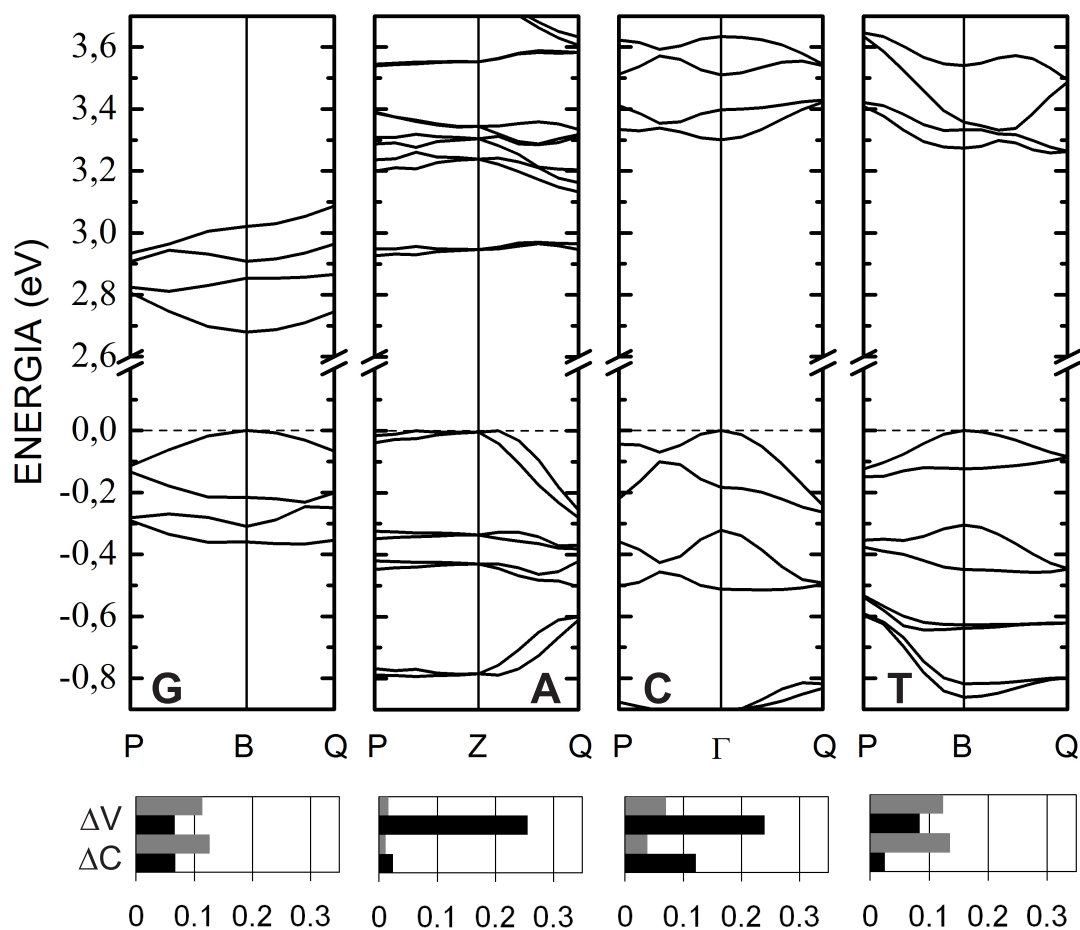 ENERGIA (eV)
3,6
3,4
3,2
3,0
2,8
2,6
0,0
-0,2
-0,4
-0,6
-0,8
G A C T
P B Q P Z Q P Γ Q P B Q
ΔV
ΔC
0 0.1 0.2 0.3 0 0.1 0.2 0.3 0 0.1 0.2 0.3 0 0.1 0.2 0.3